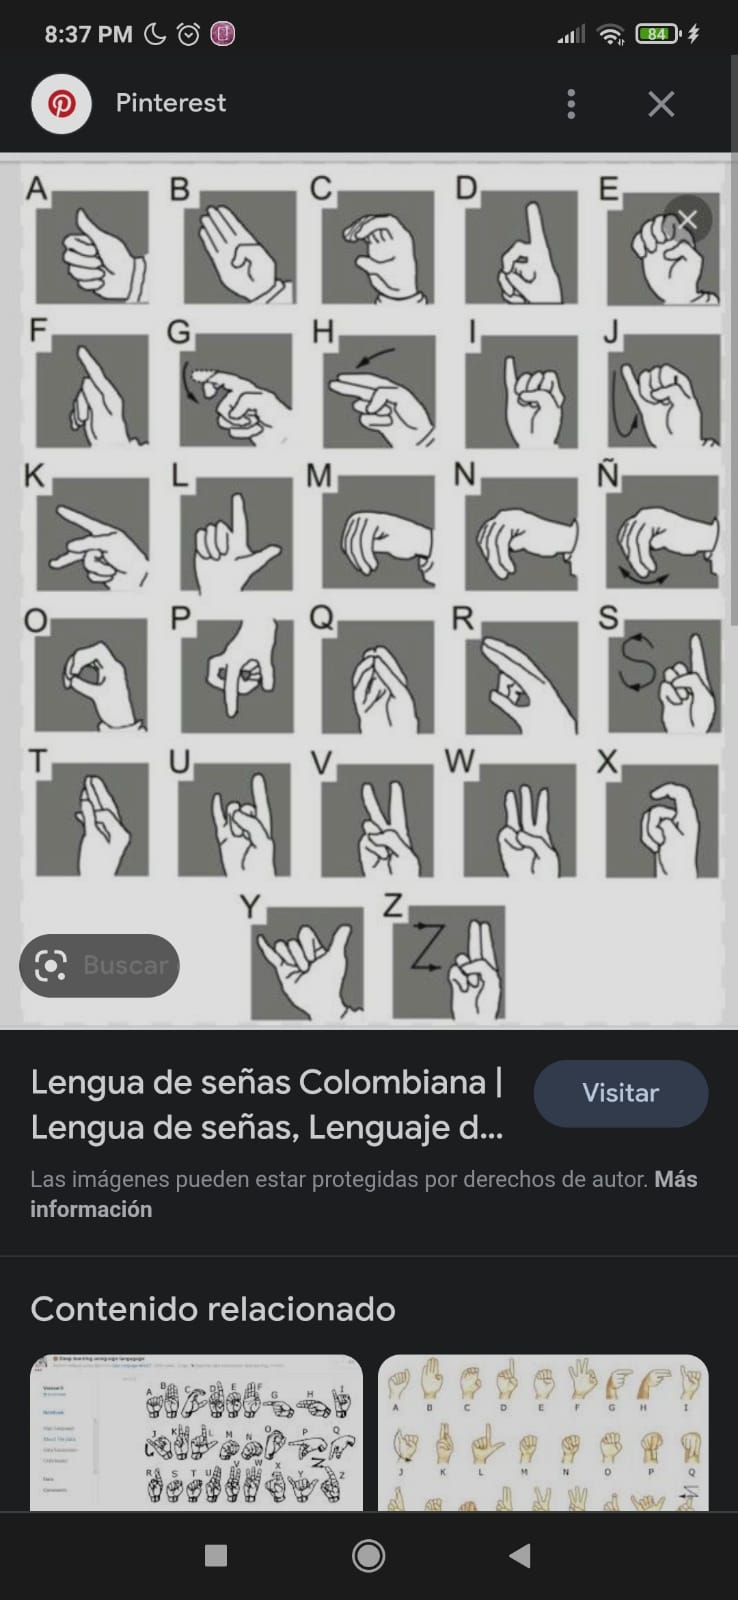 8:37 PM
84
Pinterest
A B C D E
F G H I J
K L M N Ñ
O P Q R S
S
T U V W X
Y Z
Z
Buscar
Lengua de señas Colombiana |
Lengua de señas, Lenguaje d...
Visitar
Las imágenes pueden estar protegidas por derechos de autor. Más
información
Contenido relacionado
A B C D E F G H I
J K L M N O P Q
R S T U V W X Y Z
A B C D E F G H I
J K L M N O P Q